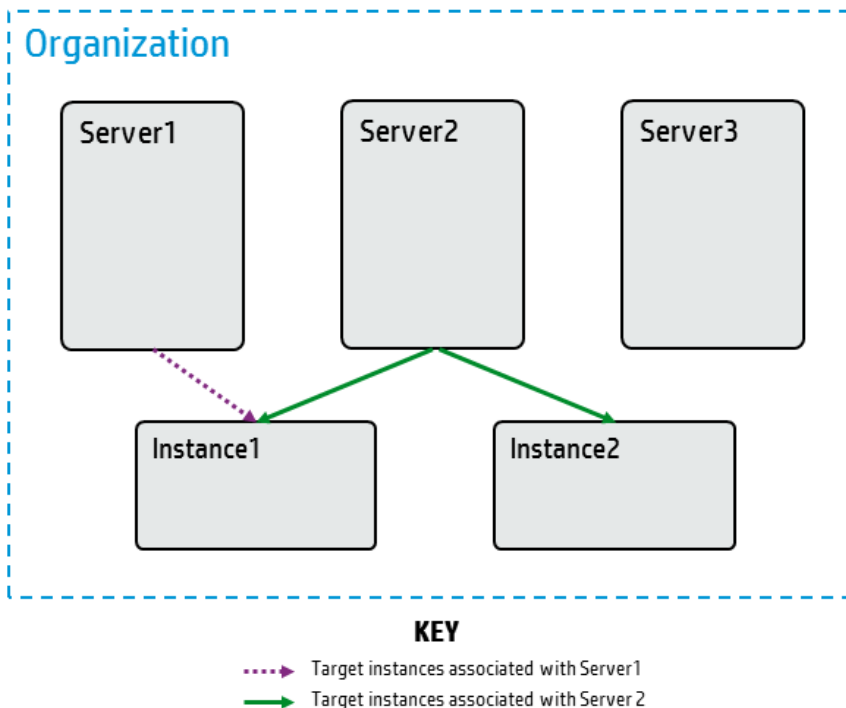 Organization
Server1
Server2
Server3
Instance1
Instance2
KEY
Target instances associated with Server1
Target instances associated with Server 2